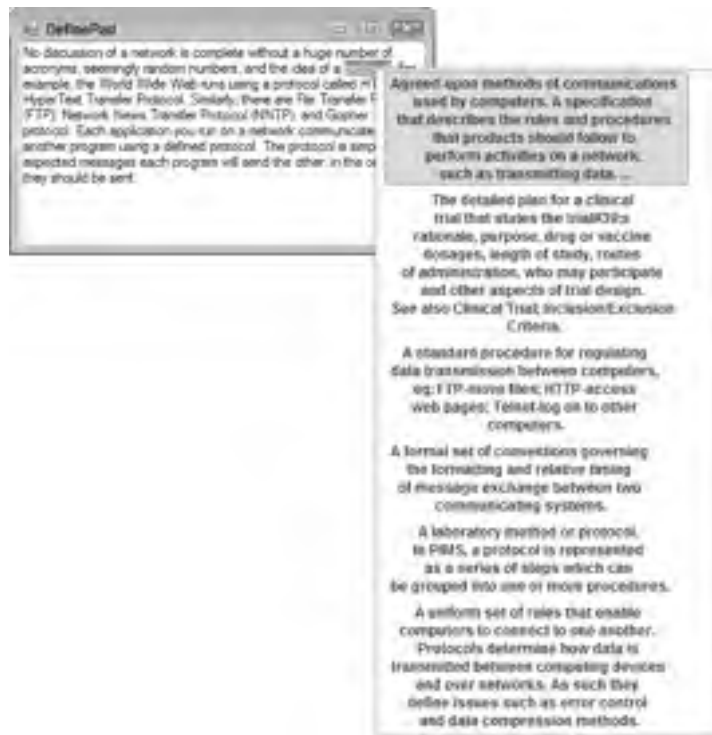 DefinePad
No discussion of a network is complete without a huge number of
acronyms, seemingly random numbers, and the idea of a
example, the World Wide Web runs using a protocol called
HyperText Transfer Protocol. Similarly, there are File Transfer
(FTP), Network News Transfer Protocol (NNTP), and Gopher
protocol. Each application you run on a network communicate
another program using a defined protocol. The protocol is simp
expected messages each program will send the other, in the
they should be sent.
Agreed-upon methods of communications
used by computers. A specification
that describes the rules and procedures
that products should follow to
perform activities on a network,
such as transmitting data. ...
The detailed plan for a clinical
trial that states the trial&#39;s
rationale, purpose, drug or vaccine
dosages, length of study, routes
of administration, who may participate
and other aspects of trial design.
See also Clinical Trial; Inclusion/Exclusion
Criteria.
A standard procedure for regulating
data transmission between computers,
eg: FTP-move files; HTTP-access
web pages; Telnet-log on to other
computers.
A formal set of conventions governing
the formatting and relative timing
of message exchange between two
communicating systems.
A laboratory method or protocol.
In PIMS, a protocol is represented
as a series of steps which can
be grouped into one or more procedures.
A uniform set of rules that enable
computers to connect to one another.
Protocols determine how data is
transmitted between computing devices
and over networks. As such they
define issues such as error control
and data compression methods.